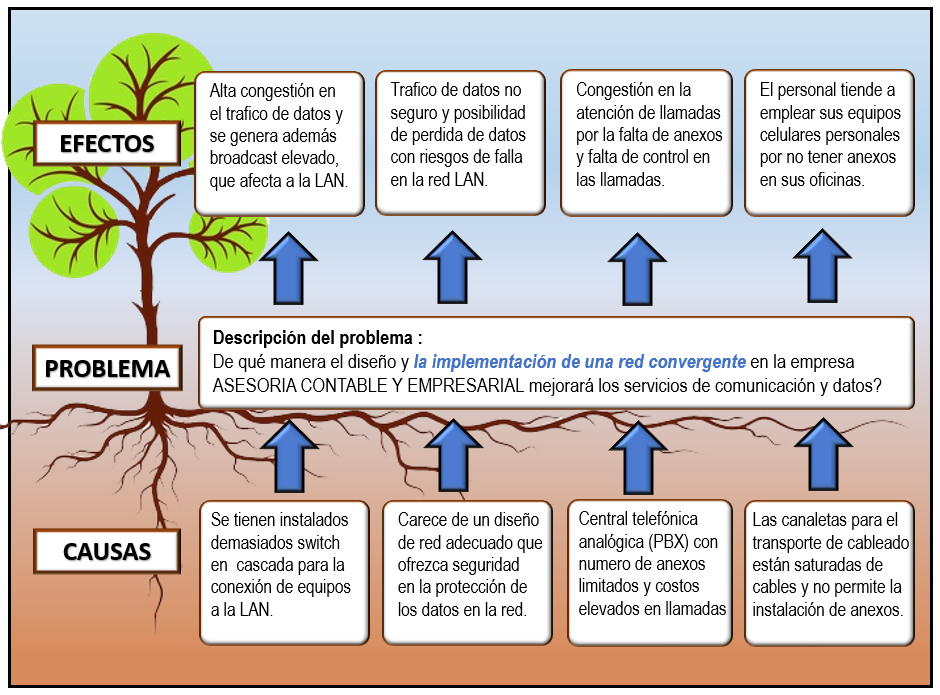 EFECTOS
Alta congestión en
el trafico de datos y
se genera además
broadcast elevado,
que afecta a la LAN.
Trafico de datos no
seguro y posibilidad
de perdida de datos
con riesgos de falla
en la red LAN.
Congestión en la
atención de llamadas
por la falta de anexos
y falta de control en
las llamadas.
El personal tiende a
emplear sus equipos
celulares personales
por no tener anexos
en sus oficinas.
PROBLEMA
Descripción del problema :
De qué manera el diseño y la implementación de una red convergente en la empresa
ASESORIA CONTABLE Y EMPRESARIAL mejorará los servicios de comunicación y datos?
CAUSAS
Se tienen instalados
demasiados switch
en cascada para la
conexión de equipos
a la LAN.
Carece de un diseño
de red adecuado que
ofrezca seguridad
en la protección de
los datos en la red.
Central telefónica
analógica (PBX) con
numero de anexos
limitados y costos
elevados en llamadas
Las canaletas para el
transporte de cableado
están saturadas de
cables y no permite la
instalación de anexos.